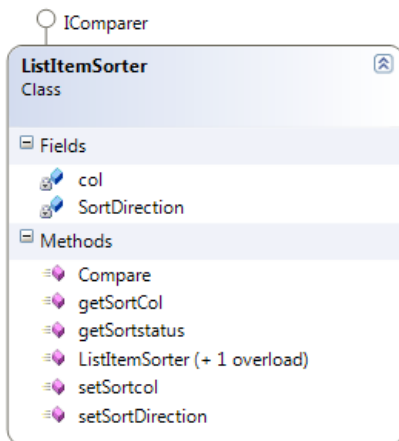 IComparer
ListItemSorter
Class
Fields
col
SortDirection
Methods
Compare
getSortCol
getSortstatus
ListItemSorter (+ 1 overload)
setSortcol
setSortDirection